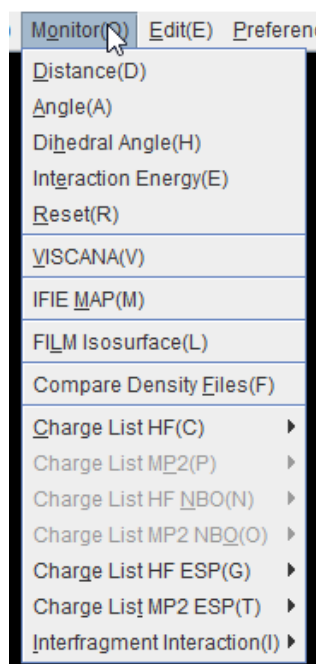 Monitor(O) Edit(E) Preferen
Distance(D)
Angle(A)
Dihedral Angle(H)
Interaction Energy(E)
Reset(R)
VISCANA(V)
IFIE MAP(M)
FILM Isosurface(L)
Compare Density Files(F)
Charge List HF(C)
Charge List MP2(P)
Charge List HF NBO(N)
Charge List MP2 NBO(O)
Charge List HF ESP(G)
Charge List MP2 ESP(T)
Interfragment Interaction(I)